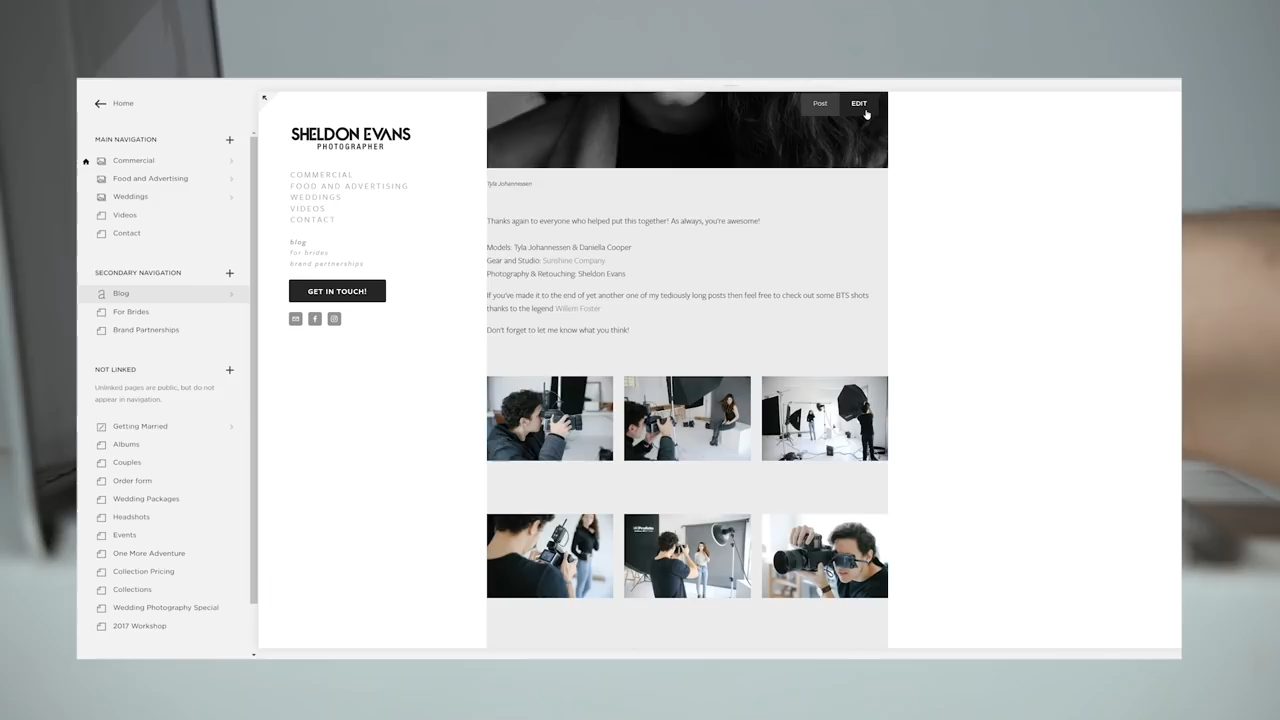 Home
MAIN NAVIGATION
Commercial
Food and Advertising
Weddings
Videos
Contact
SECONDARY NAVIGATION
Blog
For Brides
Brand Partnerships
NOT LINKED
Unlinked pages are public, but do not
appear in navigation.
Getting Married
Albums
Couples
Order form
Wedding Packages
Headshots
Events
One More Adventure
Collection Pricing
Collections
Wedding Photography Special
2017 Workshop
SHELDON EVANS
PHOTOGRAPHER
COMMERCIAL
FOOD AND ADVERTISING
WEDDINGS
VIDEOS
CONTACT
blog
for brides
brand partnerships
GET IN TOUCH!
Post EDIT
Tyla Johannessen
Thanks again to everyone who helped put this together! As always, you're awesome!
Models: Tyla Johannessen & Daniella Cooper
Gear and Studio: Sunshine Company
Photography & Retouching: Sheldon Evans
If you've made it to the end of yet another one of my tediously long posts then feel free to check out some BTS shots
thanks to the legend Willem Foster
Don't forget to let me know what you think!
Profoto